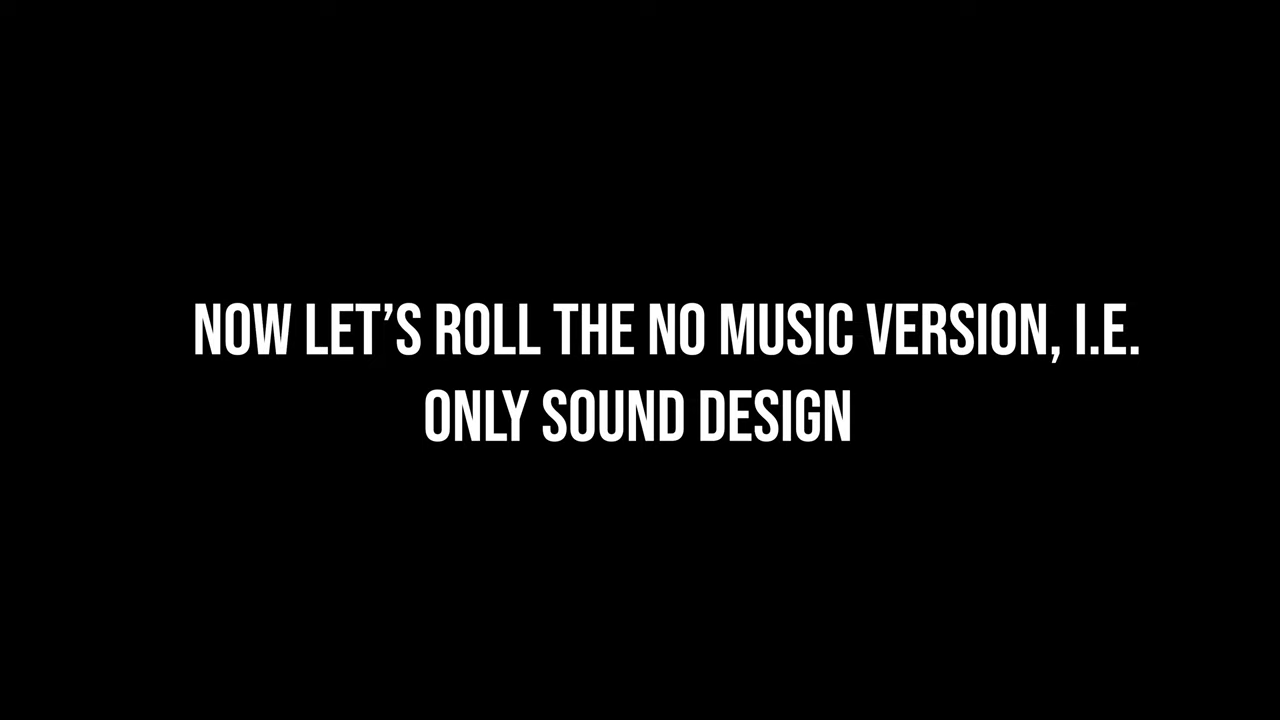 NOW LET’S ROLL THE NO MUSIC VERSION, I.E.
ONLY SOUND DESIGN